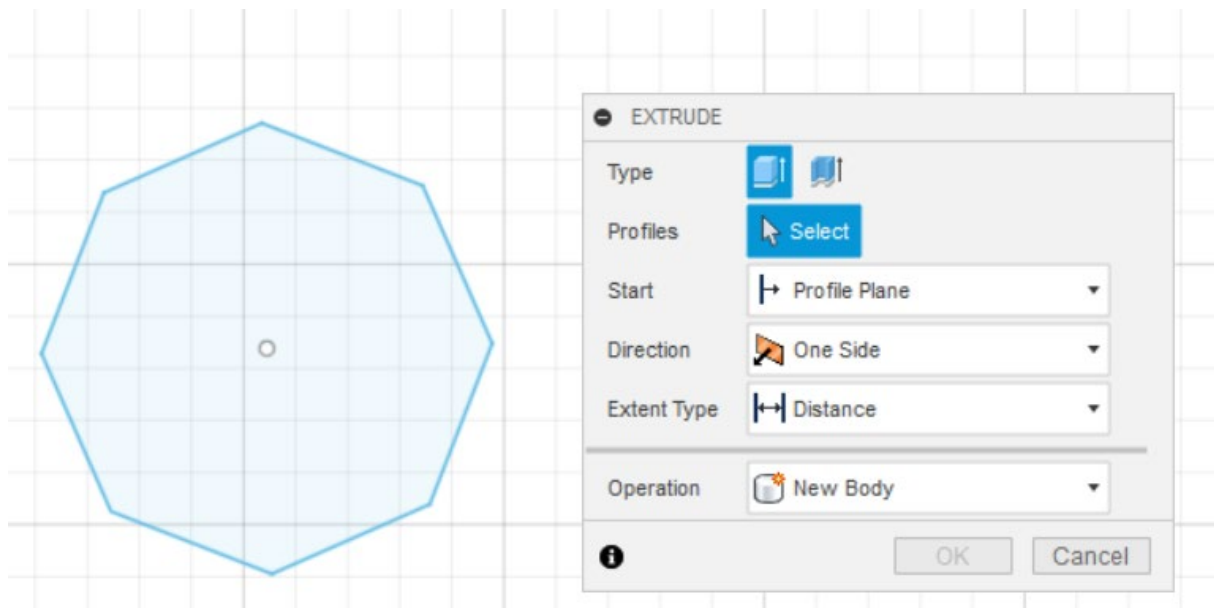 EXTRUDE
Type
Profiles Select
Start Profile Plane
Direction One Side
Extent Type Distance
Operation New Body
OK Cancel